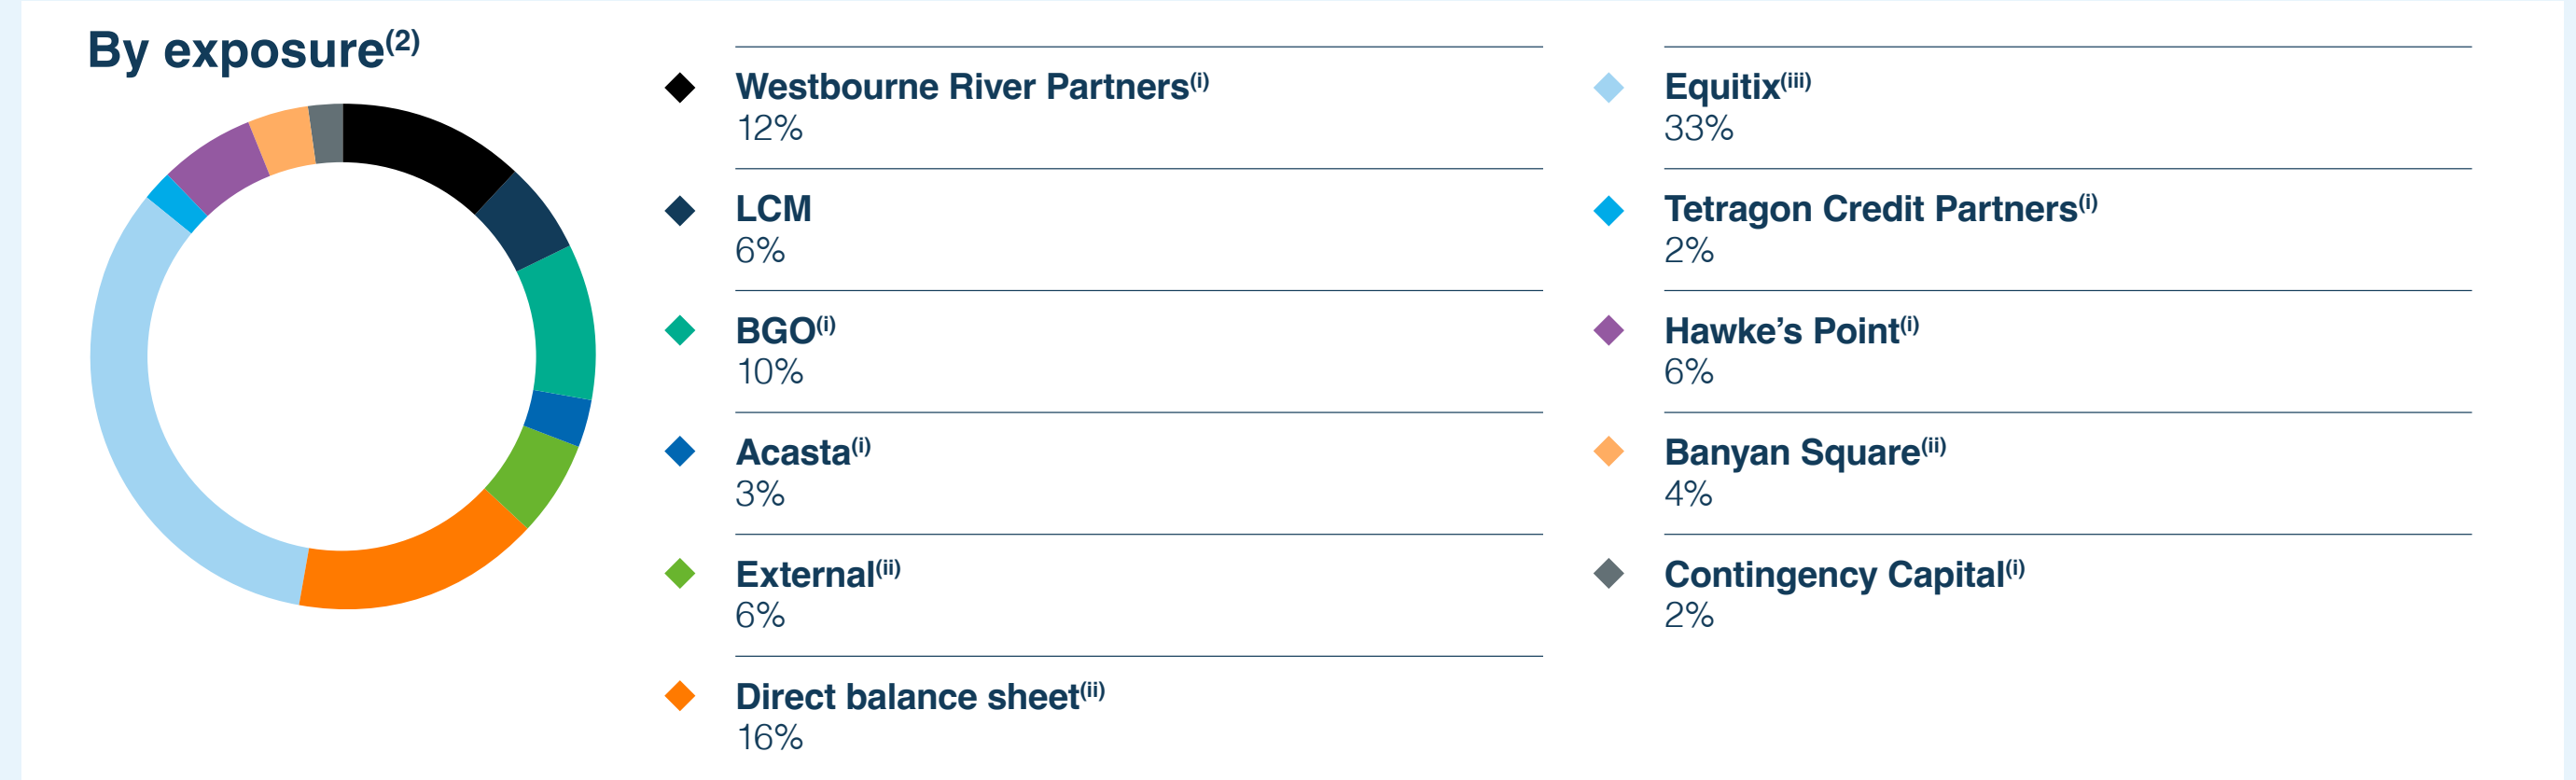 By exposure(2)
Westbourne River Partners(i)
12%
LCM
6%
BGO(i)
10%
Acasta(i)
3%
External(ii)
6%
Direct balance sheet(ii)
16%
Equitix(iii)
33%
Tetragon Credit Partners(i)
2%
Hawke’s Point(i)
6%
Banyan Square(ii)
4%
Contingency Capital(i)
2%